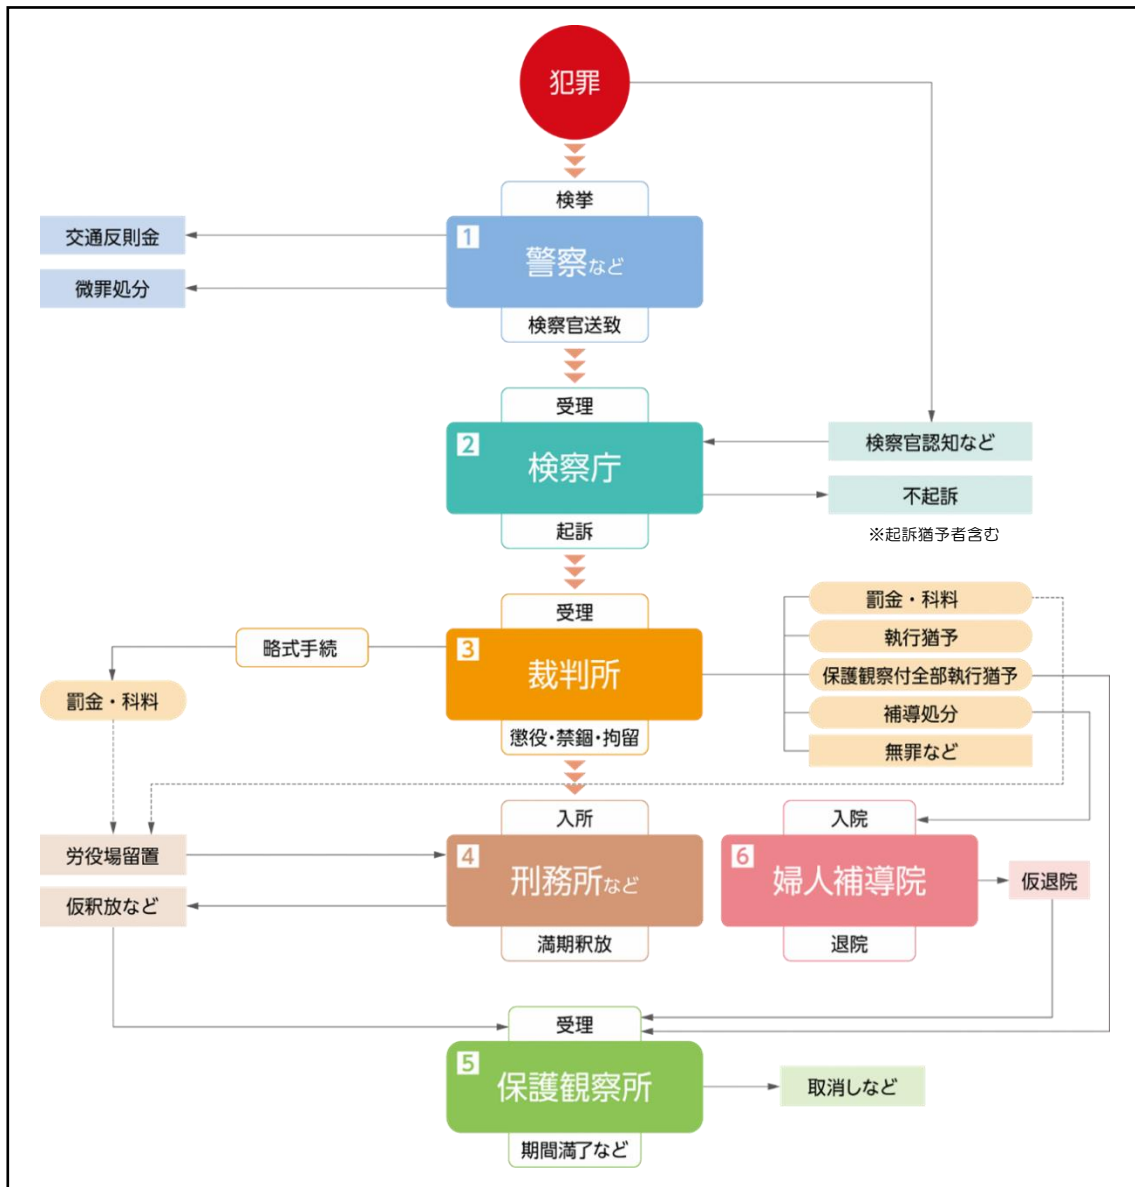 犯罪
検挙
1
警察など
検察官送致
交通反則金
微罪処分
受理
2
検察庁
起訴
検察官認知など
不起訴
※起訴猶予者含む
受理
3
裁判所
懲役・禁錮・拘留
略式手続
罰金・科料
罰金・科料
執行猶予
保護観察付全部執行猶予
補導処分
無罪など
労役場留置
仮釈放など
入所
4
刑務所など
満期釈放
入院
6
婦人補導院
退院
仮退院
受理
5
保護観察所
期間満了など
取消しなど